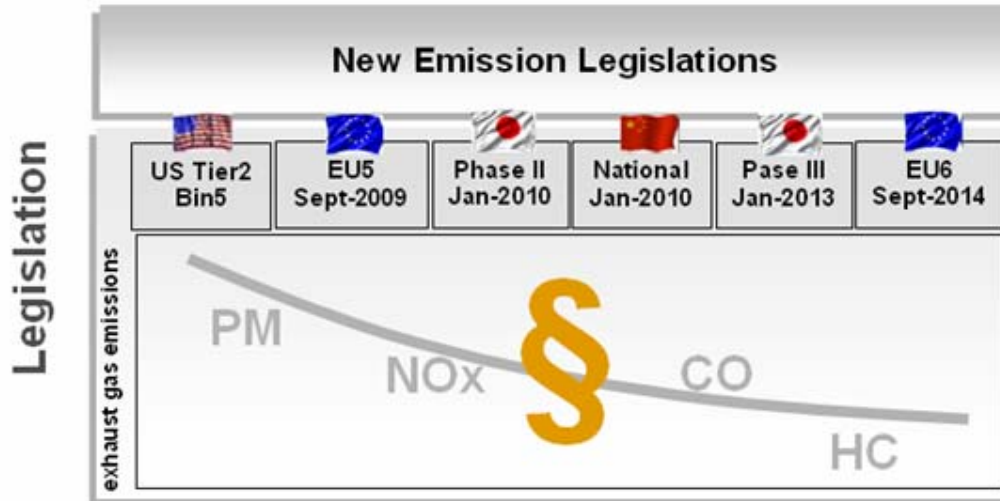 New Emission Legislations
Legislation
US Tier2
Bin5
EU5
Sept-2009
Phase II
Jan-2010
National
Jan-2010
Pase III
Jan-2013
EU6
Sept-2014
exhaust gas emissions
PM
NOx
§
CO
HC